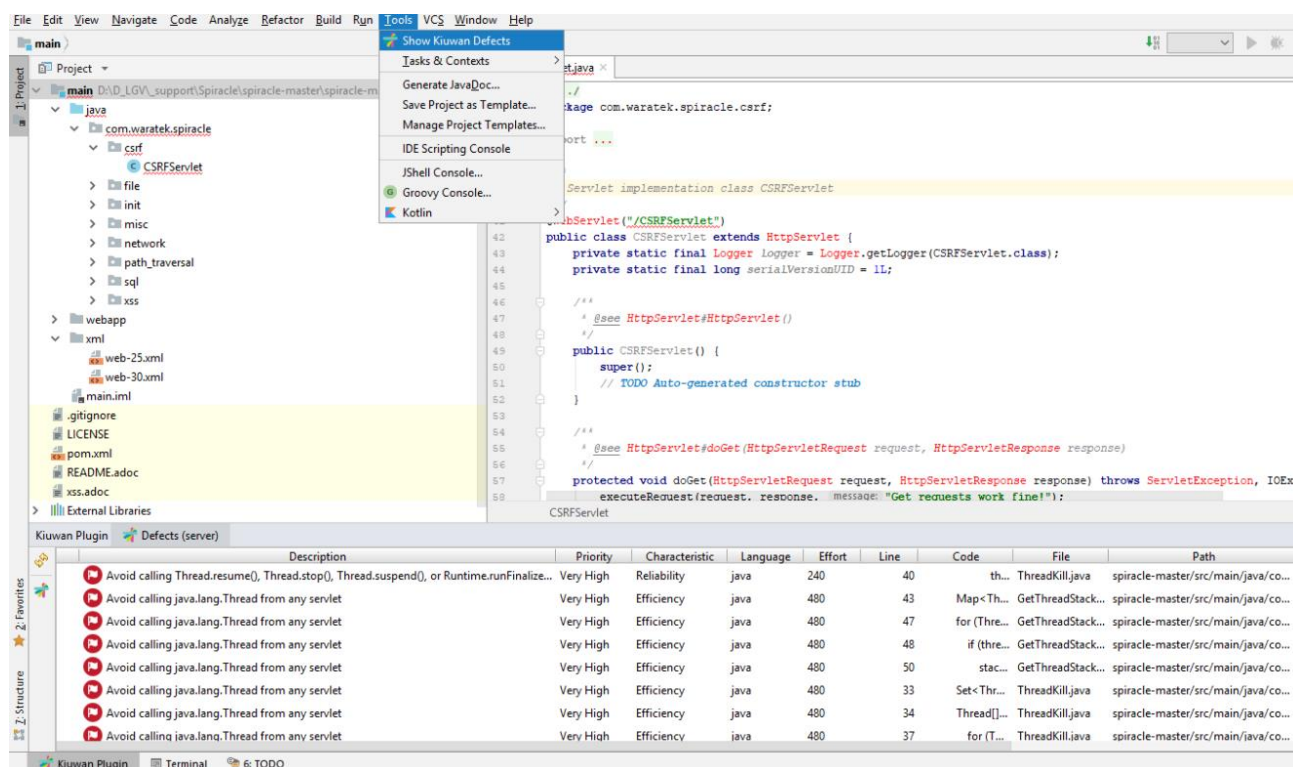 File Edit View Navigate Code Analyze Refactor Build Run Tools VCS Window Help
main
Show Kiuwan Defects
Tasks & Contexts
Generate JavaDoc...
Save Project as Template...
Manage Project Templates...
IDE Scripting Console
JShell Console...
Groovy Console...
Kotlin
1: Project
Project
main D:\D_LGV\_support\Spiracle\spiracle-master\spiracle-m
java
com.waratek.spiracle
csrf
CSRFServlet
file
init
misc
network
path_traversal
sql
xss
webapp
xml
web-25.xml
web-30.xml
main.iml
.gitignore
LICENSE
pom.xml
README.adoc
xss.adoc
External Libraries
et.java
./
kage com.waratek.spiracle.csrf;
ort ...
Servlet implementation class CSRFServlet
ebServlet("/CSRFServlet")
42 public class CSRFServlet extends HttpServlet {
43 private static final Logger logger = Logger.getLogger(CSRFServlet.class);
44 private static final long serialVersionUID = 1L;
45
46 /**
47 * @see HttpServlet#HttpServlet()
48 */
49 public CSRFServlet() {
50 super();
51 // TODO Auto-generated constructor stub
52 }
53
54 /**
55 * @see HttpServlet#doGet(HttpServletRequest request, HttpServletResponse response)
56 */
57 protected void doGet(HttpServletRequest request, HttpServletResponse response) throws ServletException, IOEx
58 executeRequest(request, response, message: "Get requests work fine!");
CSRFServlet
Kiuwan Plugin Defects (server)
Description Priority Characteristic Language Effort Line Code File Path
Avoid calling Thread.resume(), Thread.stop(), Thread.suspend(), or Runtime.runFinalize... Very High Reliability java 240 40 th... ThreadKill.java spiracle-master/src/main/java/co...
Avoid calling java.lang.Thread from any servlet Very High Efficiency java 480 43 Map<Th... GetThreadStack... spiracle-master/src/main/java/co...
Avoid calling java.lang.Thread from any servlet Very High Efficiency java 480 47 for (Thre... GetThreadStack... spiracle-master/src/main/java/co...
Avoid calling java.lang.Thread from any servlet Very High Efficiency java 480 48 if (thre... GetThreadStack... spiracle-master/src/main/java/co...
Avoid calling java.lang.Thread from any servlet Very High Efficiency java 480 50 stac... GetThreadStack... spiracle-master/src/main/java/co...
Avoid calling java.lang.Thread from any servlet Very High Efficiency java 480 33 Set<Thr... ThreadKill.java spiracle-master/src/main/java/co...
Avoid calling java.lang.Thread from any servlet Very High Efficiency java 480 34 Thread[]... ThreadKill.java spiracle-master/src/main/java/co...
Avoid calling java.lang.Thread from any servlet Very High Efficiency java 480 37 for (T... ThreadKill.java spiracle-master/src/main/java/co...
2: Favorites
Z: Structure
Kiuwan Plugin Terminal 6: TODO